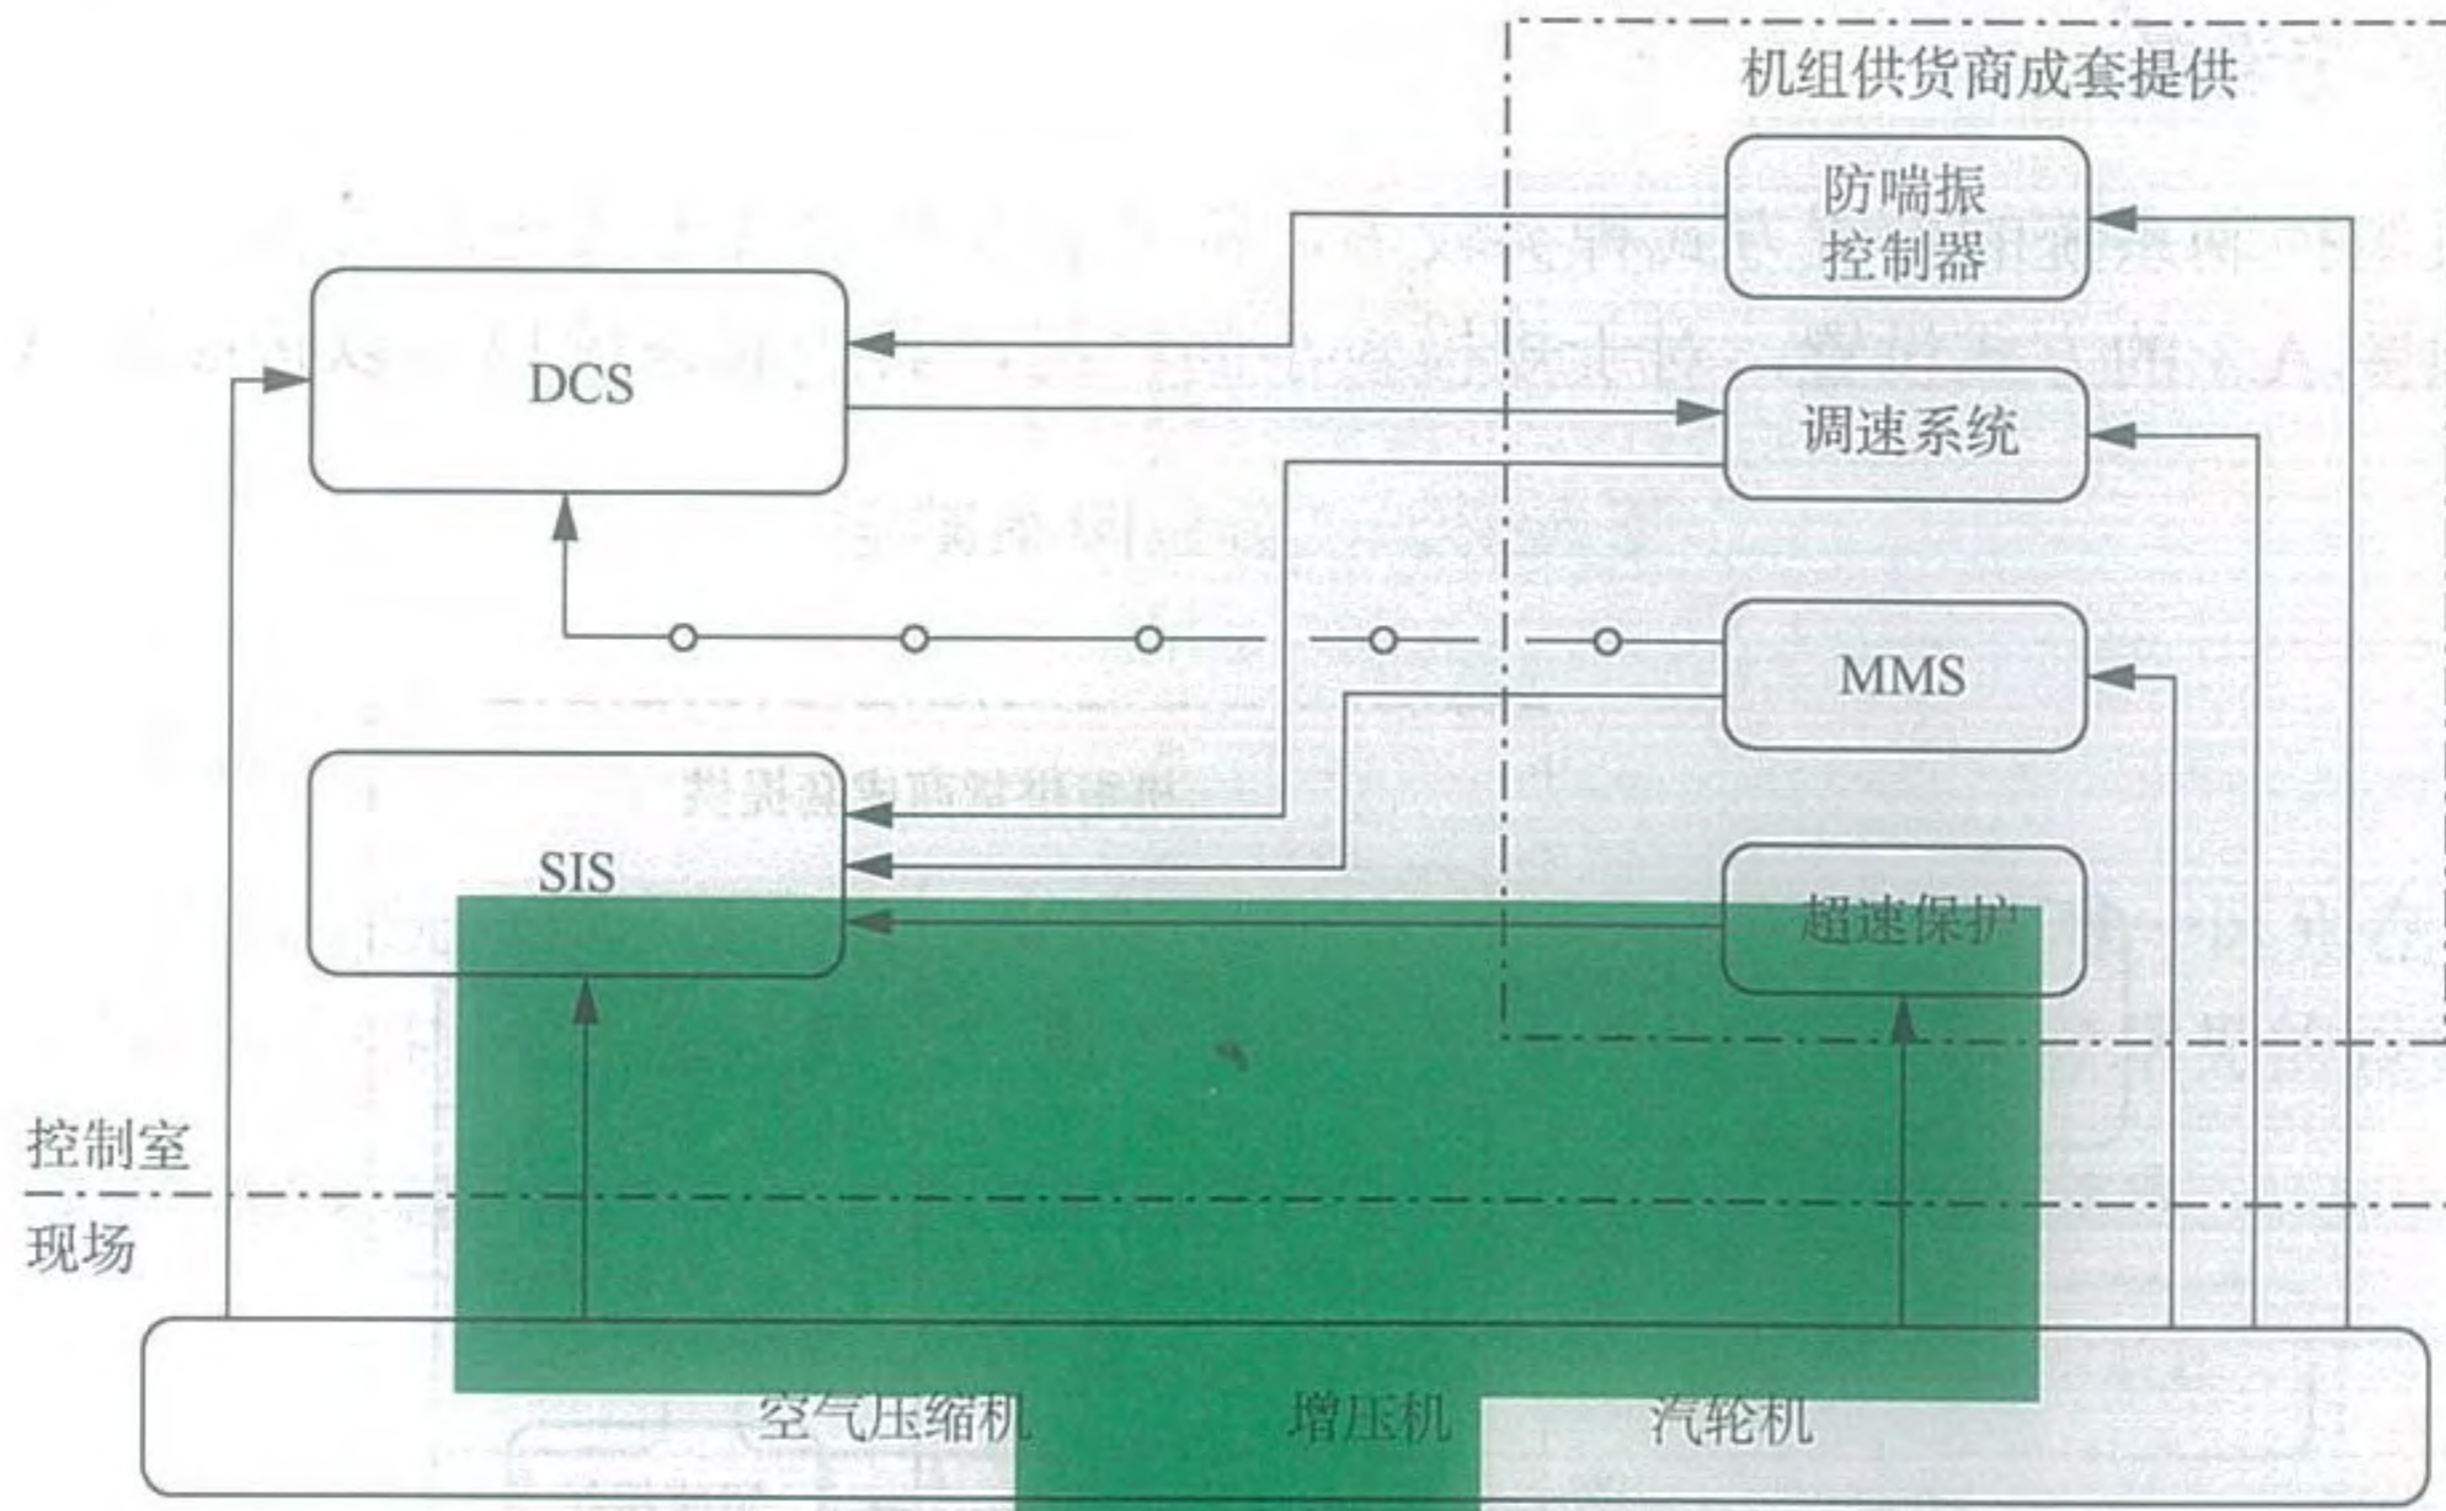 机组供货商成套提供
防喘振
控制器
DCS
调速系统
MMS
SIS
超速保护
控制室
现场
空气压缩机
增压机
汽轮机